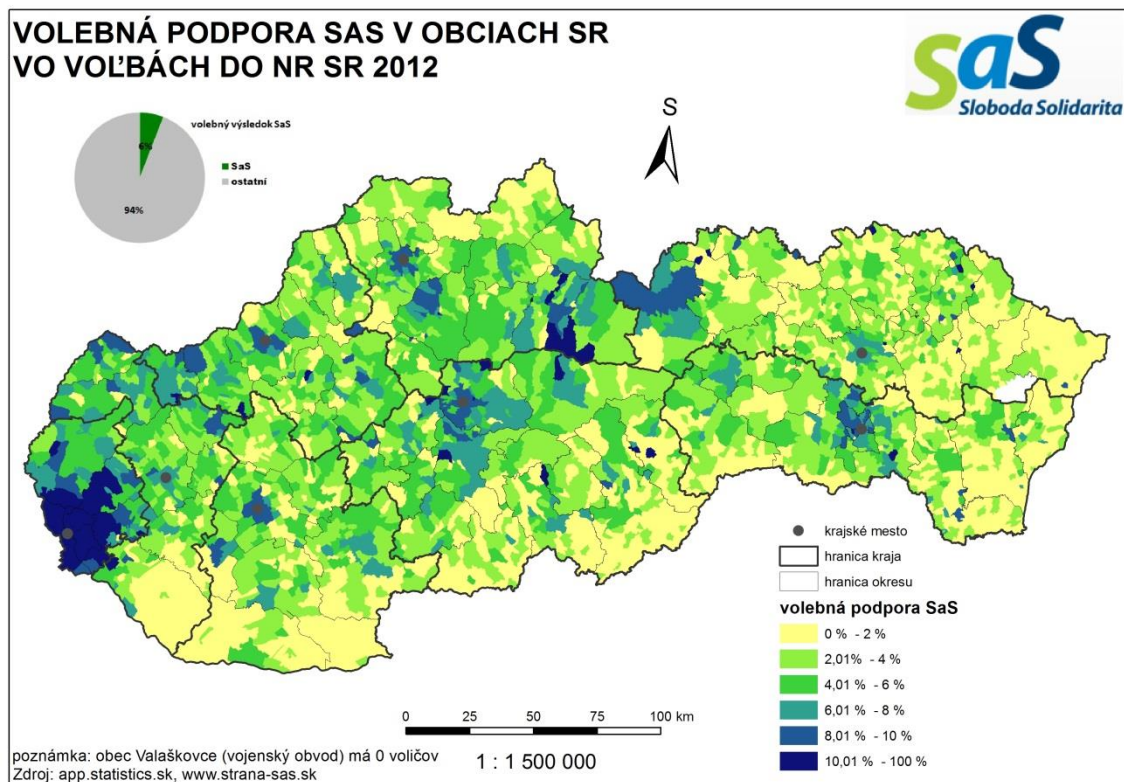 VOLEBNÁ PODPORA SAS V OBCIACH SR
VO VOĽBÁCH DO NR SR 2012
SaS
Sloboda Solidarita
volebný výsledok SaS
6%
SaS
ostatní
94%
S
krajské mesto
hranica kraja
hranica okresu
volebná podpora SaS
0 % - 2 %
2,01% - 4 %
4,01 % - 6 %
6,01 % - 8 %
8,01 % - 10 %
10,01 % - 100 %
0 25 50 75 100 km
1 : 1 500 000
poznámka: obec Valaškovce (vojenský obvod) má 0 voličov
Zdroj: app.statistics.sk, www.strana-sas.sk